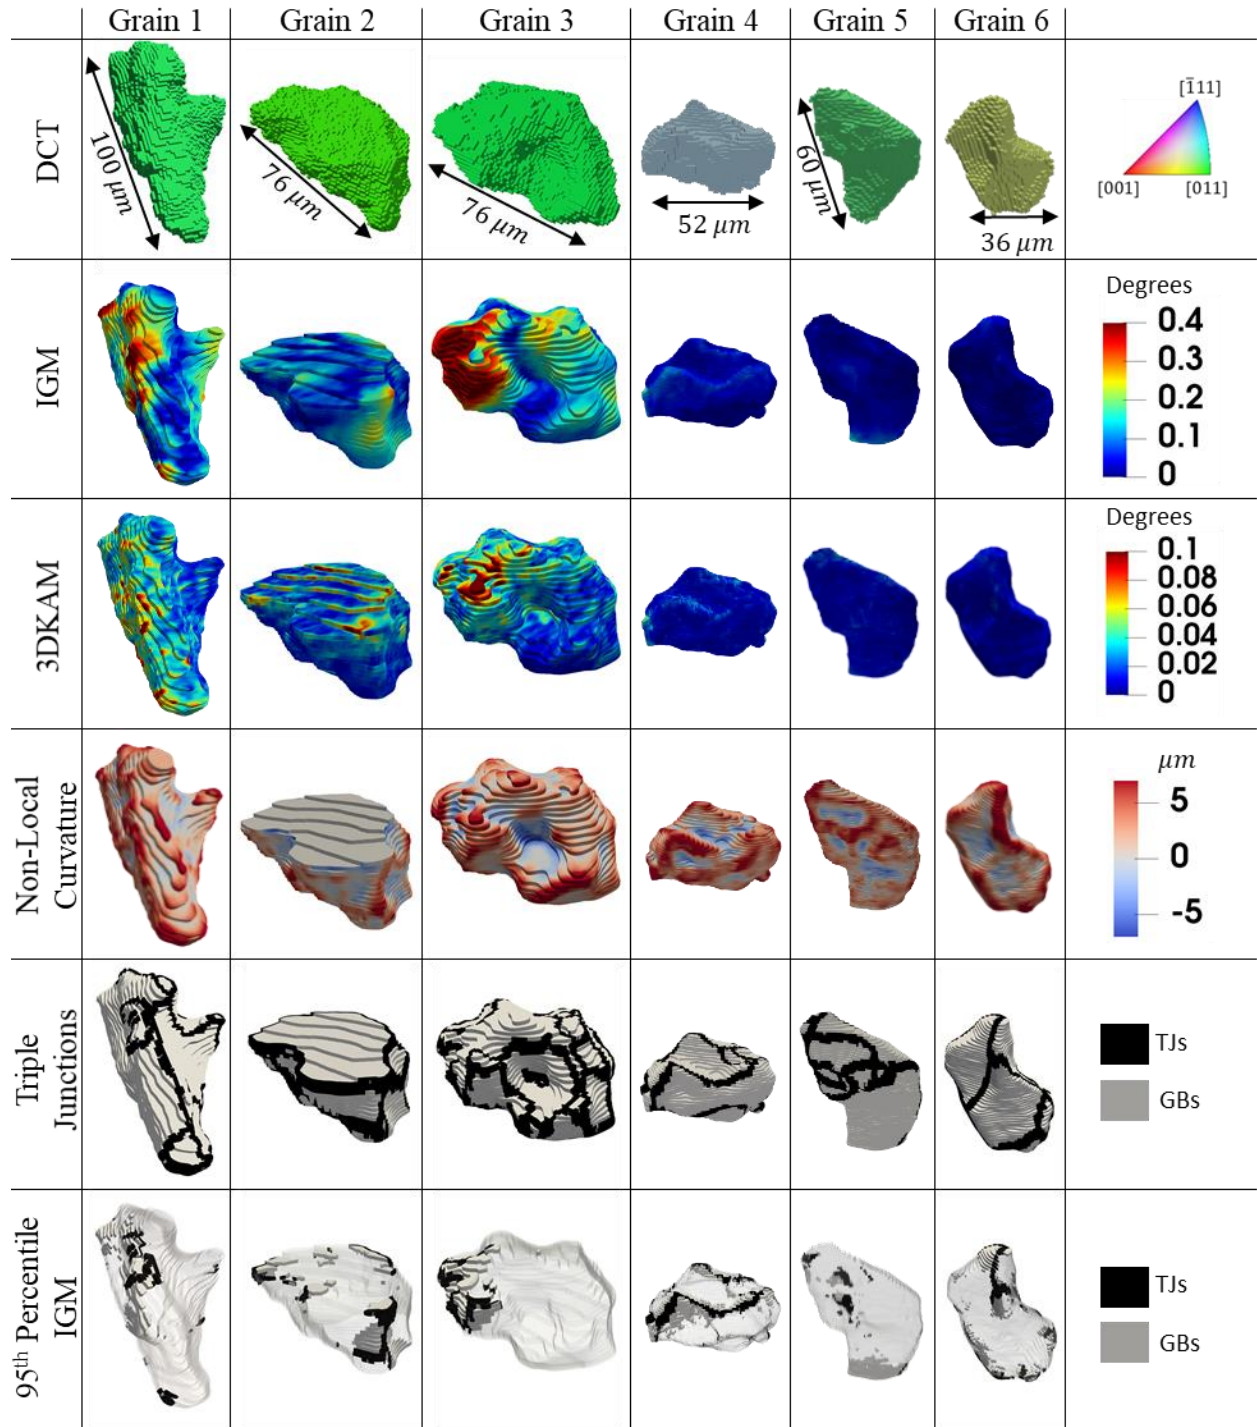 Grain 1 Grain 2 Grain 3 Grain 4 Grain 5 Grain 6
DCT
100 μm
76 μm
76 μm
52 μm
60 μm
36 μm
[1̄11]
[001]
[011]
IGM
Degrees
0.4
0.3
0.2
0.1
0
3DKAM
Degrees
0.1
0.08
0.06
0.04
0.02
0
Non-Local
Curvature
μm
5
0
-5
Triple
Junctions
TJs
GBs
95th Percentile
IGM
TJs
GBs